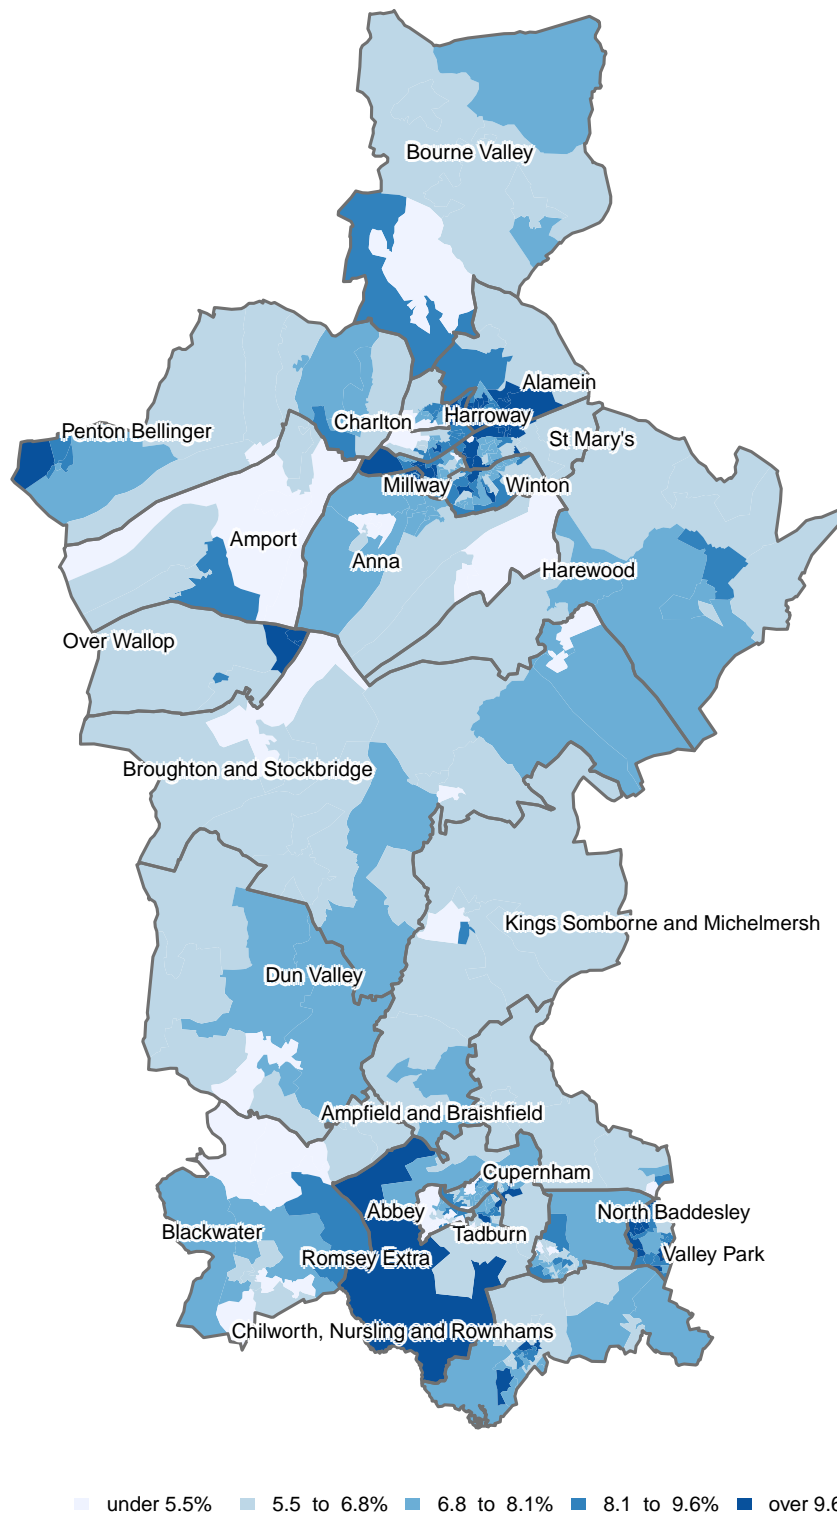 Bourne Valley
Alamein
Harroway
Charlton
Penton Bellinger
St Mary's
Millway
Winton
Amport
Anna
Harewood
Over Wallop
Broughton and Stockbridge
Kings Somborne and Michelmersh
Dun Valley
Ampfield and Braishfield
Cupernham
Abbey
North Baddesley
Blackwater
Tadburn
Valley Park
Romsey Extra
Chilworth, Nursling and Rownhams
under 5.5% 5.5 to 6.8% 6.8 to 8.1% 8.1 to 9.6% over 9.6